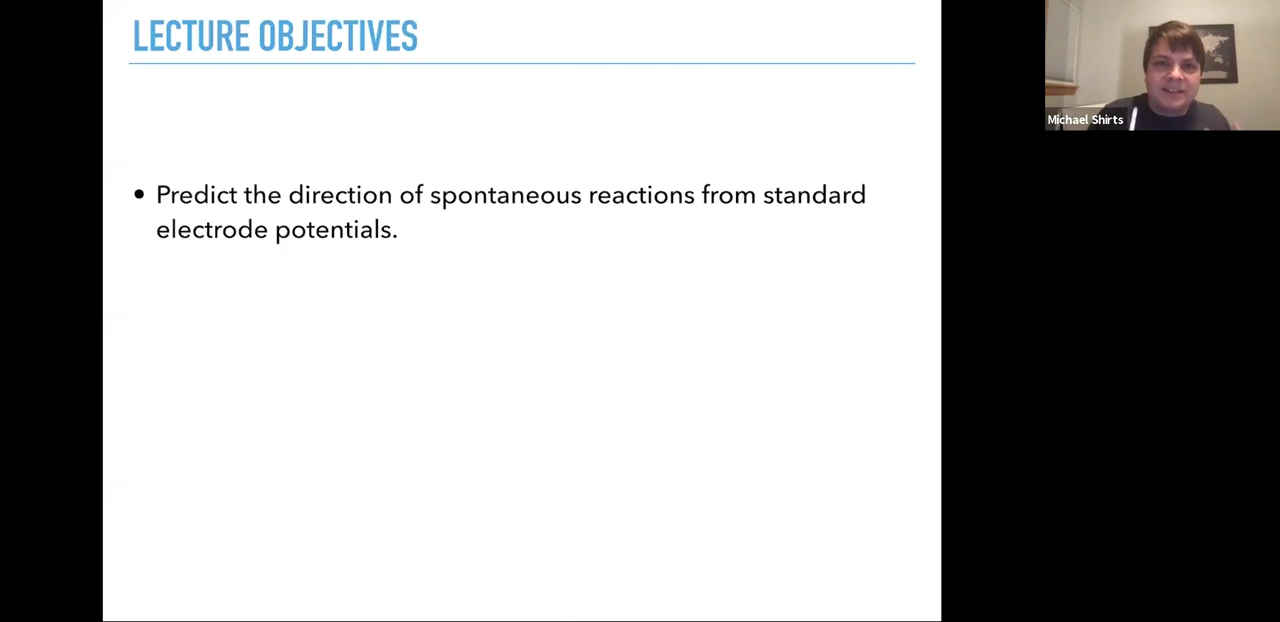 LECTURE OBJECTIVES
• Predict the direction of spontaneous reactions from standard
electrode potentials.
Michael Shirts